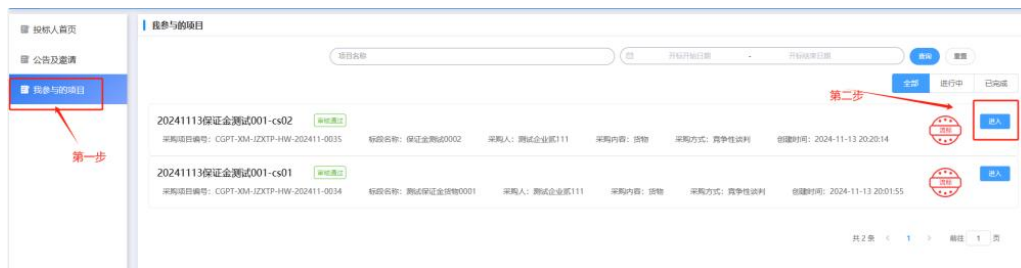 投标人首页
公告及邀请
我参与的项目
第一步
我参与的项目
项目名称 开标开始日期 - 开标结束日期 查询 重置
全部 进行中 已完成
第二步
20241113保证金测试001-cs02 审核通过
流标 进入
采购项目编号：CGPT-XM-JZXTP-HW-202411-0035 标段名称：保证金测试0002 采购人：测试企业贰111 采购内容：货物 采购方式：竞争性谈判 创建时间：2024-11-13 20:20:14
20241113保证金测试001-cs01 审核通过
流标 进入
采购项目编号：CGPT-XM-JZXTP-HW-202411-0034 标段名称：测试保证金货物0001 采购人：测试企业贰111 采购内容：货物 采购方式：竞争性谈判 创建时间：2024-11-13 20:01:55
共 2 条 < 1 > 前往 1 页